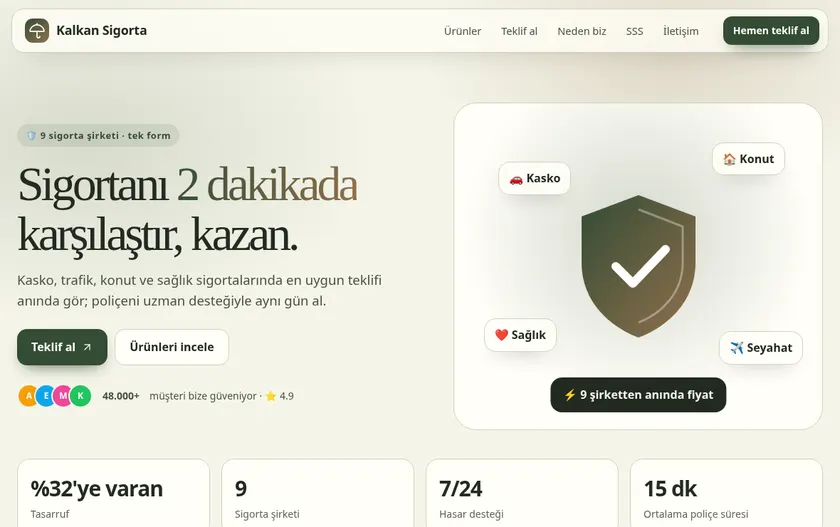 Kalkan Sigorta
Ürünler
Teklif al
Neden biz
SSS
İletişim
Hemen teklif al
9 sigorta şirketi · tek form
Sigortanı 2 dakikada
karşılaştır, kazan.
Kasko, trafik, konut ve sağlık sigortalarında en uygun teklifi
anında gör; poliçeni uzman desteğiyle aynı gün al.
Teklif al
Ürünleri incele
A E M K
48.000+ müşteri bize güveniyor · ⭐ 4.9
🚗 Kasko
🏠 Konut
❤️ Sağlık
✈️ Seyahat
⚡ 9 şirketten anında fiyat
%32'ye varan
Tasarruf
9
Sigorta şirketi
7/24
Hasar desteği
15 dk
Ortalama poliçe süresi